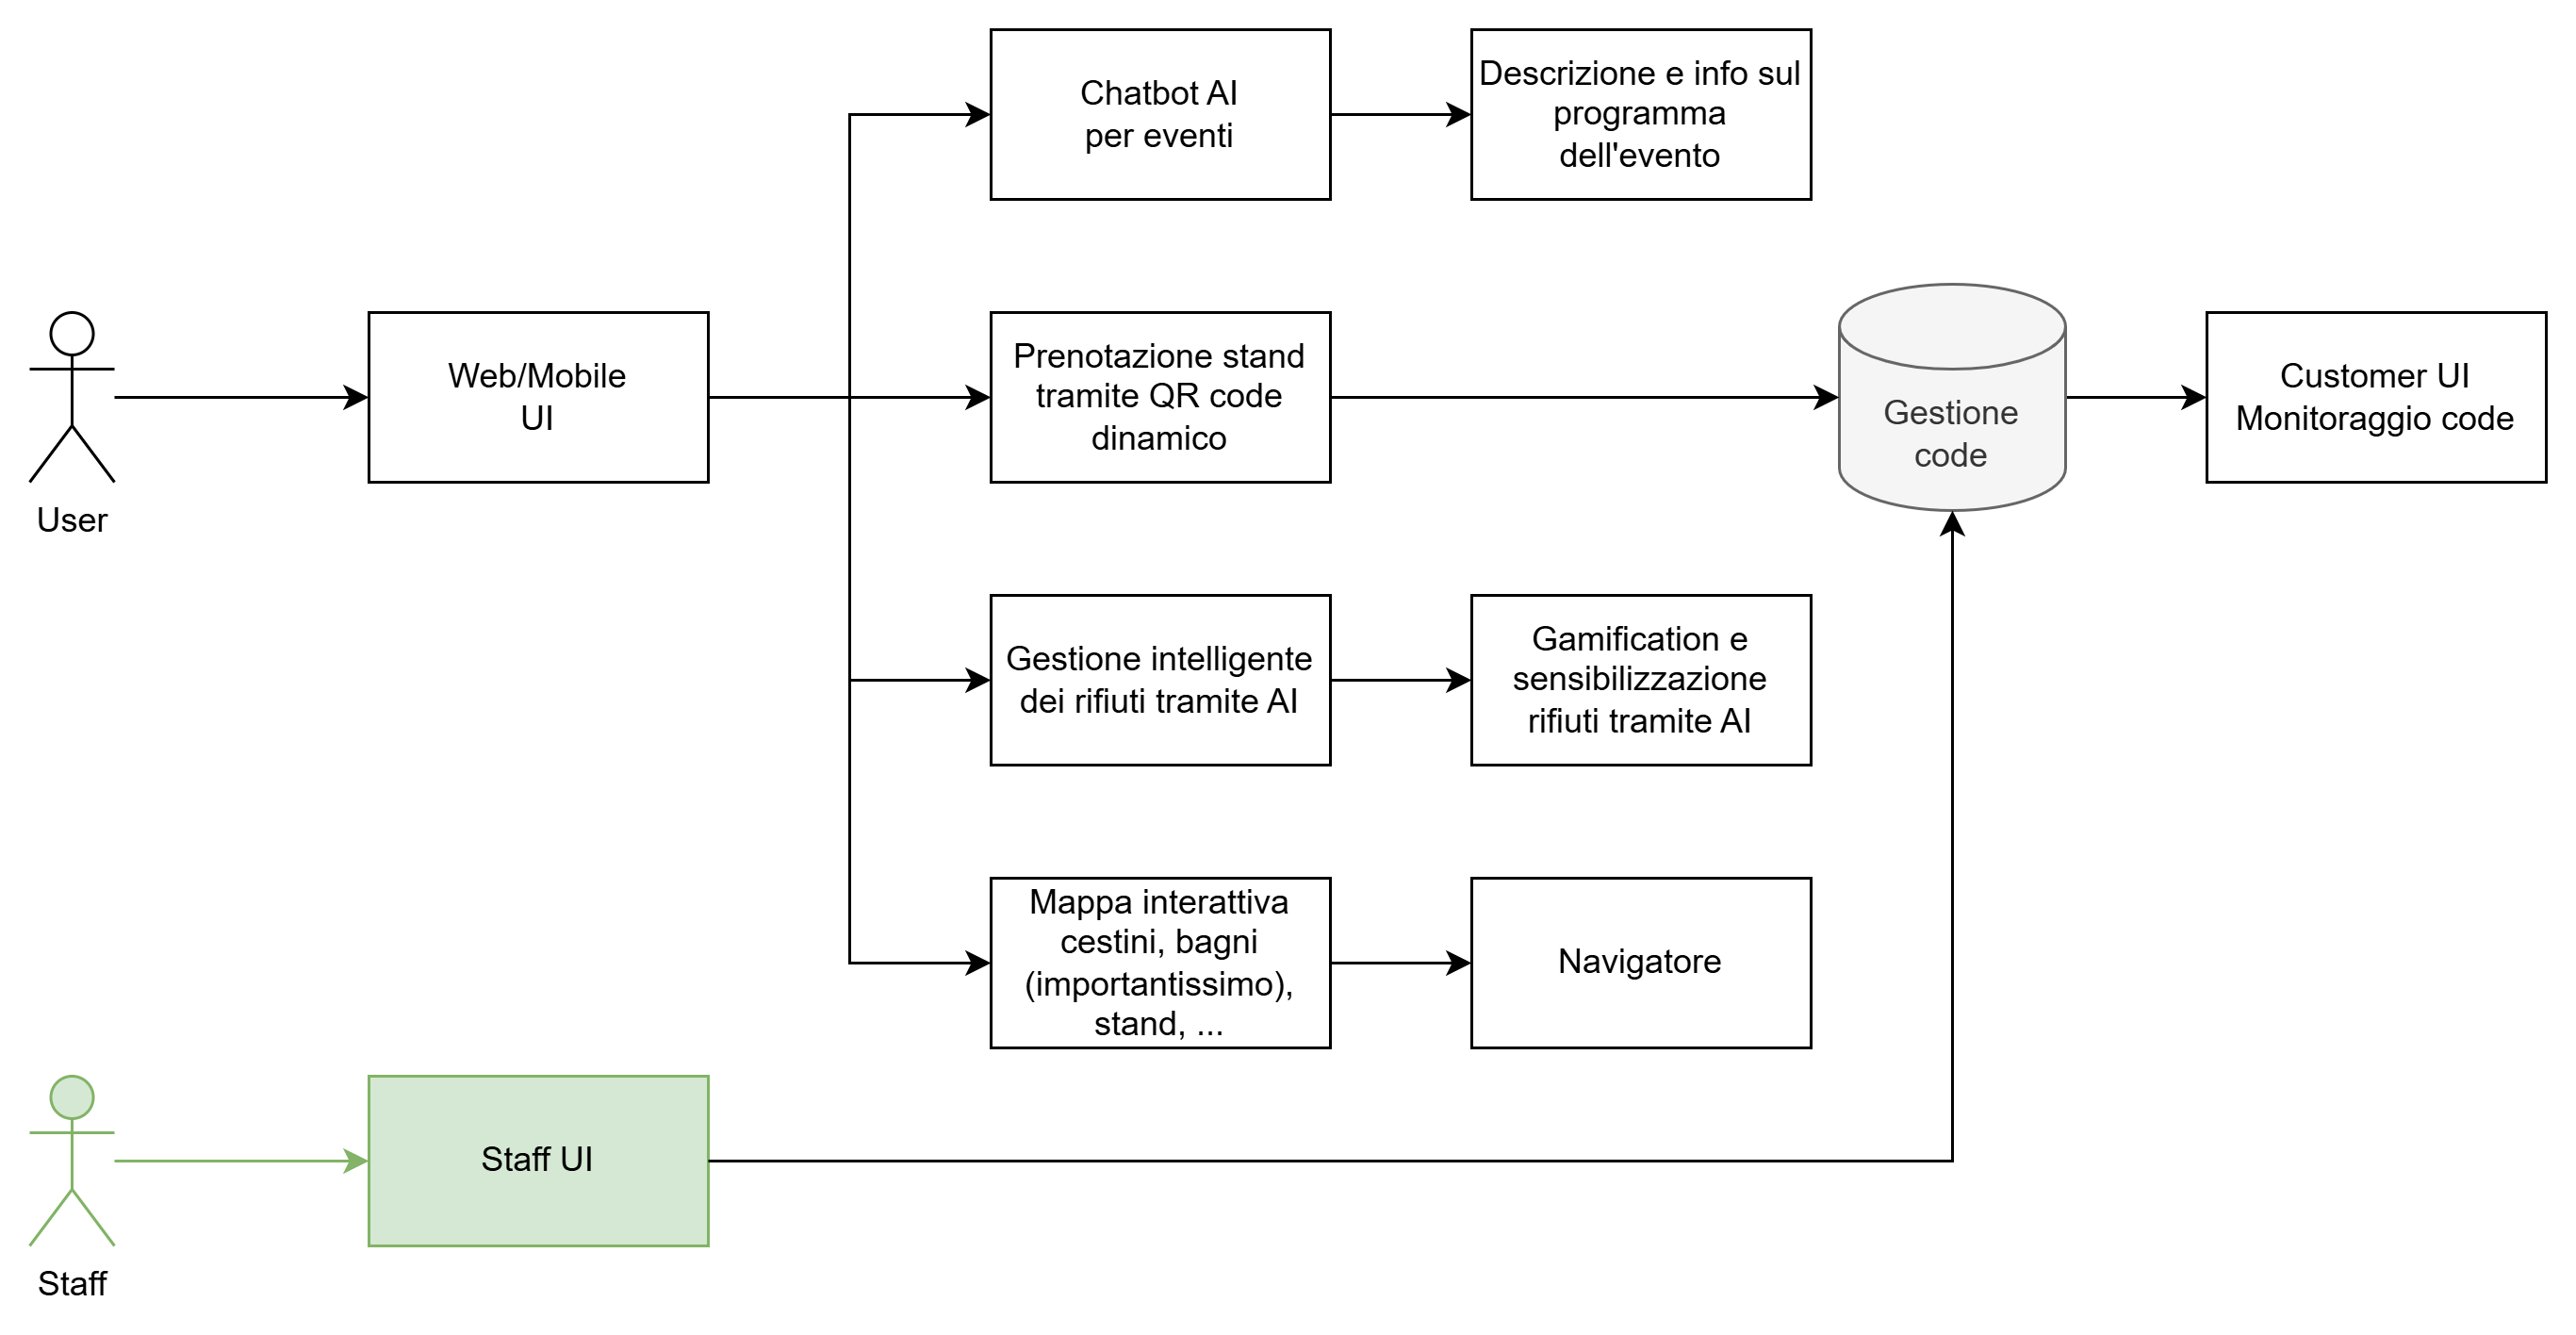 Chatbot AI
per eventi
Descrizione e info sul
programma
dell'evento
User
Web/Mobile
UI
Prenotazione stand
tramite QR code
dinamico
Gestione
code
Customer UI
Monitoraggio code
Gestione intelligente
dei rifiuti tramite AI
Gamification e
sensibilizzazione
rifiuti tramite AI
Mappa interattiva
cestini, bagni
(importantissimo),
stand, ...
Navigatore
Staff
Staff UI